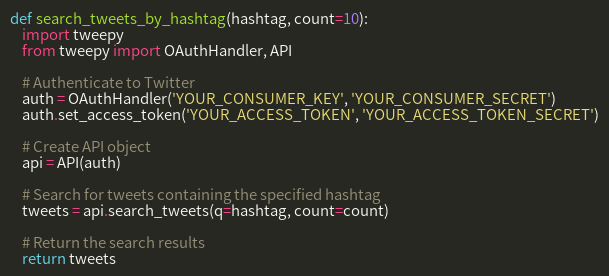 def search_tweets_by_hashtag(hashtag, count=10):
    import tweepy
    from tweepy import OAuthHandler, API
    # Authenticate to Twitter
    auth = OAuthHandler('YOUR_CONSUMER_KEY', 'YOUR_CONSUMER_SECRET')
    auth.set_access_token('YOUR_ACCESS_TOKEN', 'YOUR_ACCESS_TOKEN_SECRET')
    # Create API object
    api = API(auth)
    # Search for tweets containing the specified hashtag
    tweets = api.search_tweets(q=hashtag, count=count)
    # Return the search results
    return tweets